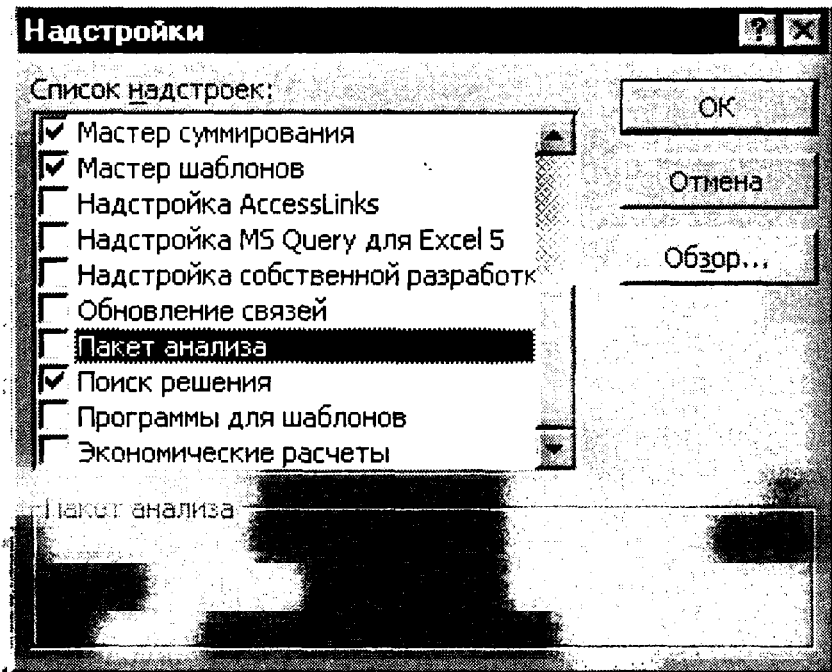 Надстройки
Список надстроек:
Мастер суммирования
Мастер шаблонов
Надстройка AccessLinks
Надстройка MS Query для Excel 5
Надстройка собственной разработк
Обновление связей
Пакет анализа
Поиск решения
Программы для шаблонов
Экономические расчеты
ОК
Отмена
Обзор...
Пакет анализа